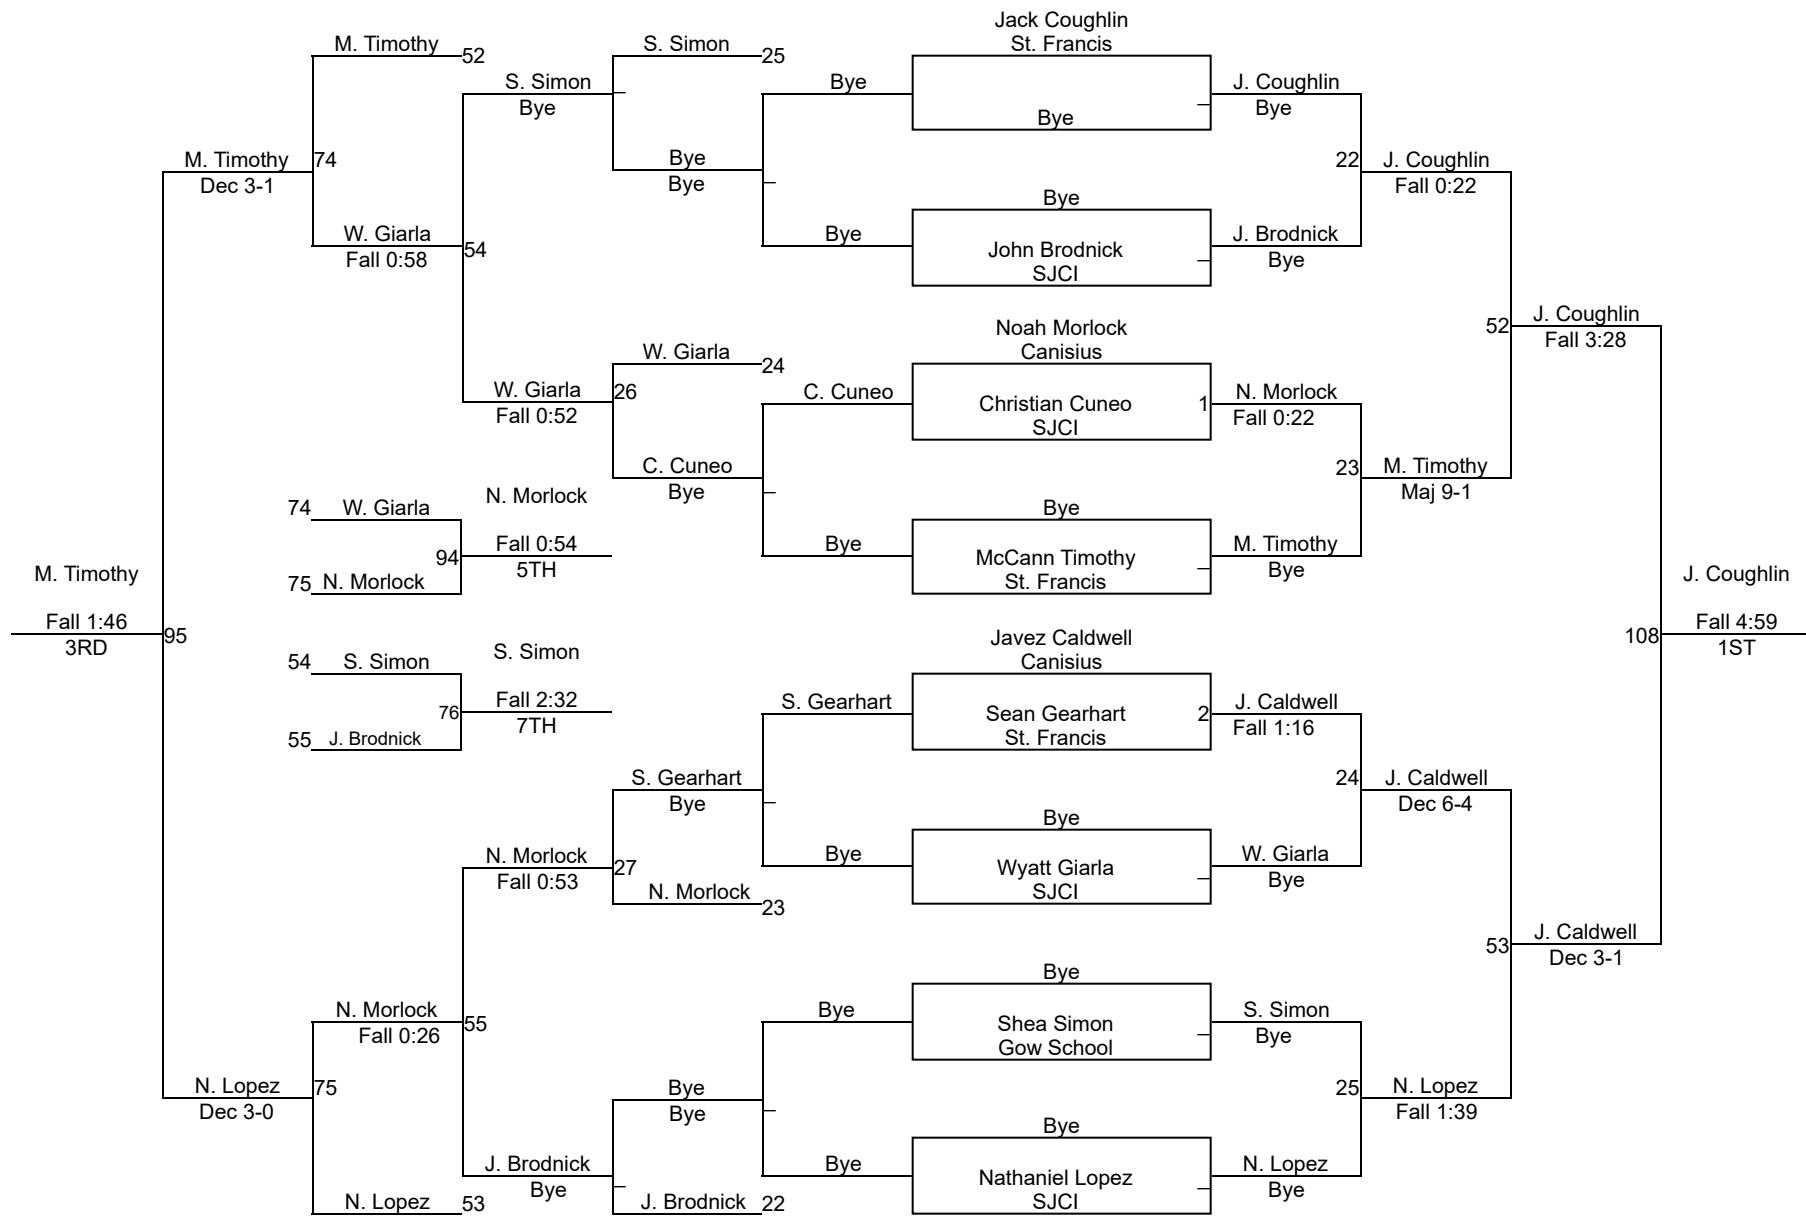 Jack Coughlin
St. Francis
M. Timothy
52
S. Simon
25
S. Simon
Bye
Bye
Bye
J. Coughlin
Bye
M. Timothy
Dec 3-1
74
Bye
Bye
22
J. Coughlin
Fall 0:22
W. Giarla
Fall 0:58
54
Bye
Bye
John Brodnick
SJCI
J. Brodnick
Bye
Noah Morlock
Canisius
52
J. Coughlin
Fall 3:28
W. Giarla
24
W. Giarla
Fall 0:52
26
C. Cuneo
Christian Cuneo
SJCI
1
N. Morlock
Fall 0:22
C. Cuneo
Bye
23
M. Timothy
Maj 9-1
74
W. Giarla
N. Morlock
94
Fall 0:54
5TH
75
N. Morlock
Bye
Bye
McCann Timothy
St. Francis
M. Timothy
Bye
M. Timothy
Fall 1:46
3RD
95
J. Coughlin
108
Fall 4:59
1ST
Javez Caldwell
Canisius
54
S. Simon
S. Simon
76
Fall 2:32
7TH
55
J. Brodnick
S. Gearhart
Sean Gearhart
St. Francis
2
J. Caldwell
Fall 1:16
S. Gearhart
Bye
24
J. Caldwell
Dec 6-4
N. Morlock
Fall 0:53
27
Bye
Bye
Wyatt Giarla
SJCI
W. Giarla
Bye
N. Morlock
23
53
J. Caldwell
Dec 3-1
N. Morlock
Fall 0:26
55
Bye
Bye
Shea Simon
Gow School
S. Simon
Bye
N. Lopez
Dec 3-0
75
Bye
Bye
25
N. Lopez
Fall 1:39
J. Brodnick
Bye
Bye
Bye
Nathaniel Lopez
SJCI
N. Lopez
Bye
N. Lopez
53
J. Brodnick
22